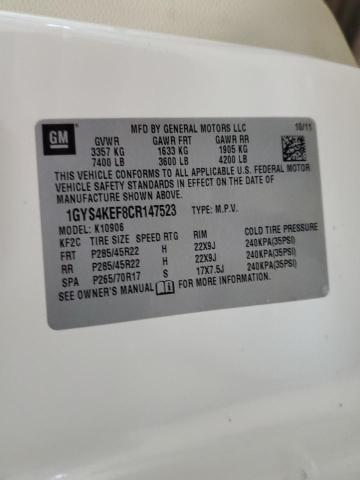 GM
MFD BY GENERAL MOTORS LLC 10/11
GVWR GAWR FRT GAWR RR
3357 KG 1633 KG 1905 KG
7400 LB 3600 LB 4200 LB
THIS VEHICLE CONFORMS TO ALL APPLICABLE U.S. FEDERAL MOTOR
VEHICLE SAFETY, BUMPER, AND THEFT PREVENTION
STANDARDS IN EFFECT ON THE DATE OF
MANUFACTURE SHOWN ABOVE.
1GYS4KEF8CR147523 TYPE: M.P.V.
MODEL: K10906
KF2C TIRE SIZE SPEED RTG RIM COLD TIRE PRESSURE
FRT P285/45R22 H 22X9J 240KPA(35PSI)
RR P285/45R22 H 22X9J 240KPA(35PSI)
SPA P265/70R17 S 17X7.5J 240KPA(35PSI)
SEE OWNER'S MANUAL FOR MORE INFORMATION.